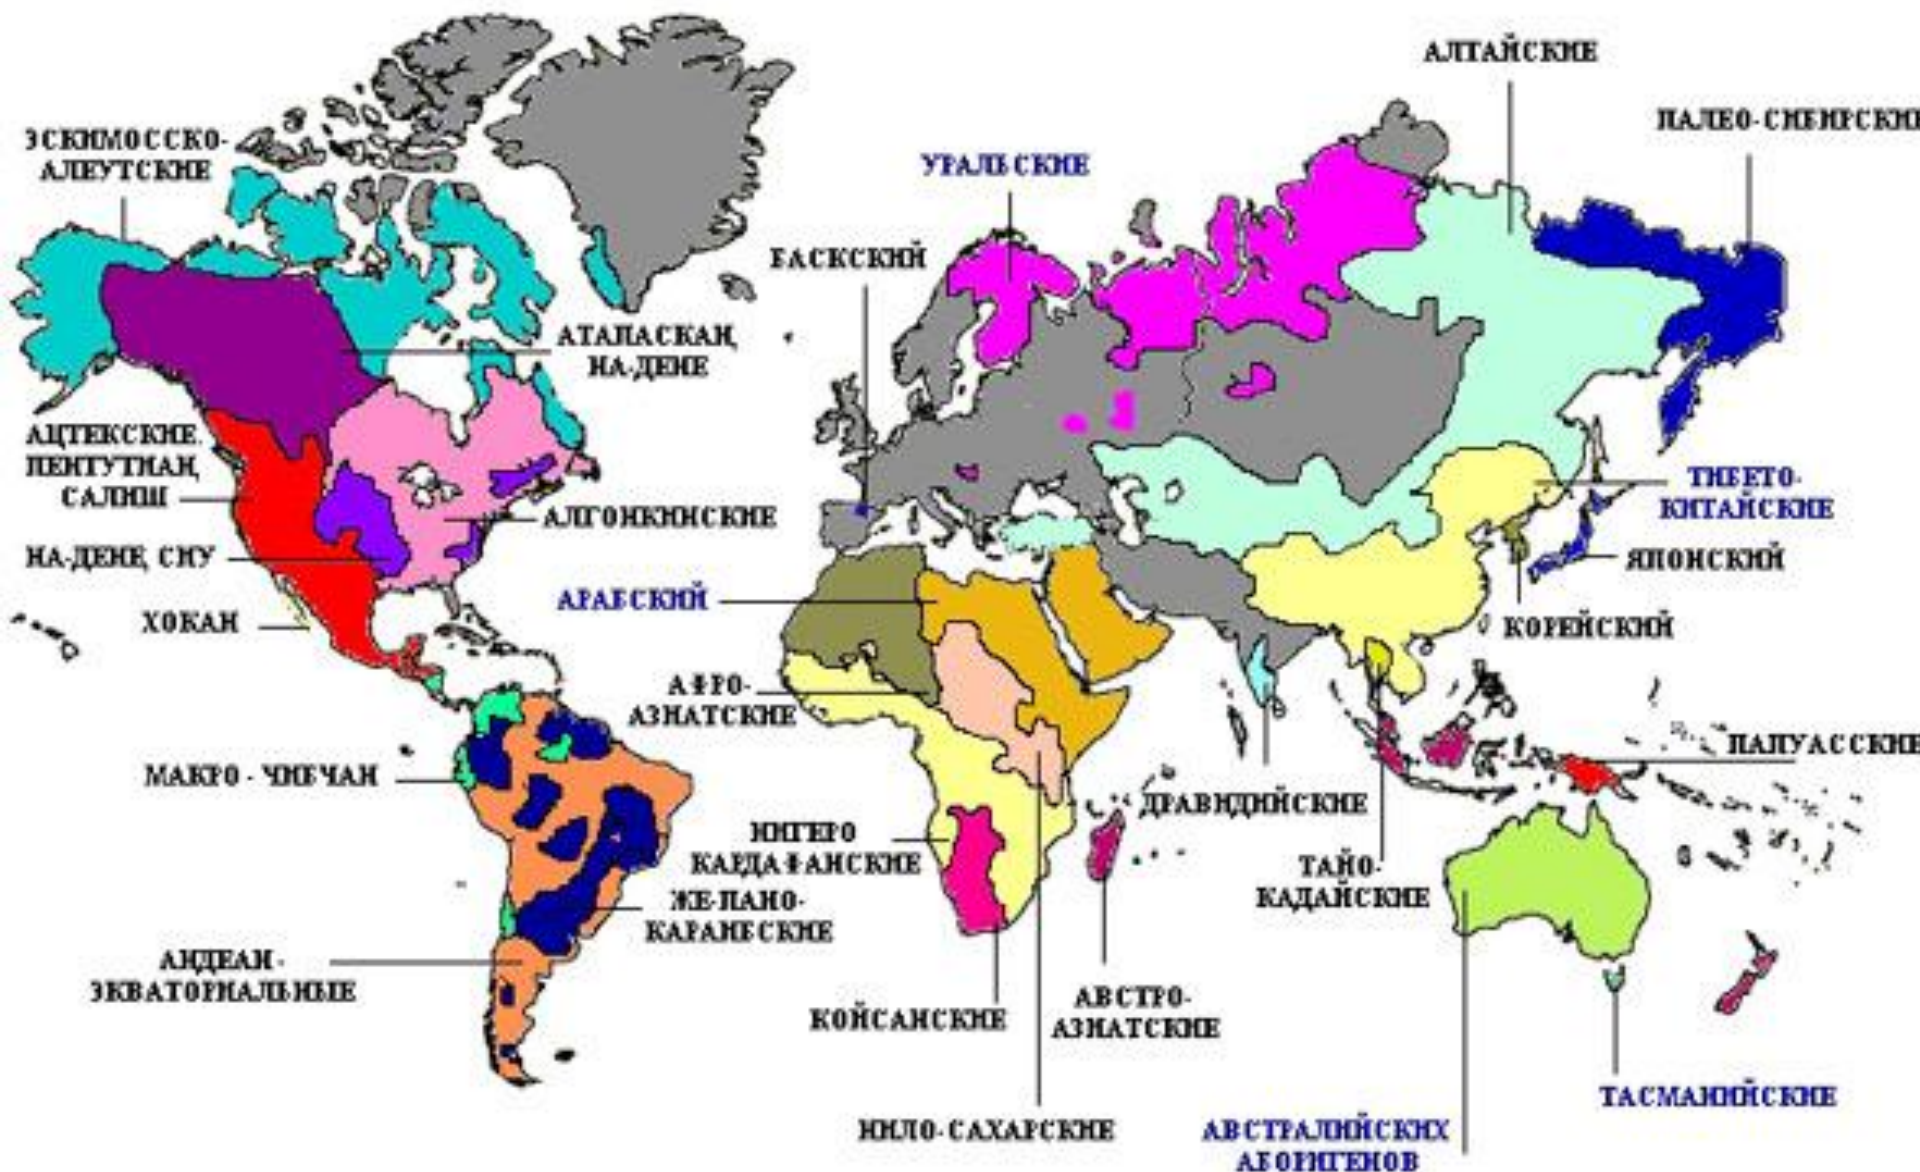 АЛТАЙСКИЕ
ПАЛЕО-СИБИРСКИЕ
ЭСКИМОССКО-
АЛЕУТСКИЕ
УРАЛЬСКИЕ
БАСКСКИЙ
АТАПАСКАН,
НА-ДЕНЕ
АЦТЕКСКИЕ,
ПЕНТУТИАН,
САЛИШ
ТИБЕТО-
КИТАЙСКИЕ
АЛГОНКИНСКИЕ
НА-ДЕНЕ, СИУ
ЯПОНСКИЙ
АРАБСКИЙ
ХОКАН
КОРЕЙСКИЙ
АФРО-
АЗИАТСКИЕ
ПАПУАССКИЕ
МАКРО - ЧИБЧАН
ДРАВИДИЙСКИЕ
НИГЕРО
КАРДАФАНСКИЕ
ТАЙО-
КАДАЙСКИЕ
ЖЕ-ПАНО-
КАРАИБСКИЕ
АНДЕАН -
ЭКВАТОРИАЛЬНЫЕ
КОЙСАНСКИЕ
АВСТРО-
АЗИАТСКИЕ
ТАСМАНИЙСКИЕ
НИЛО-САХАРСКИЕ
АВСТРАЛИЙСКИХ
АБОРИГЕНОВ